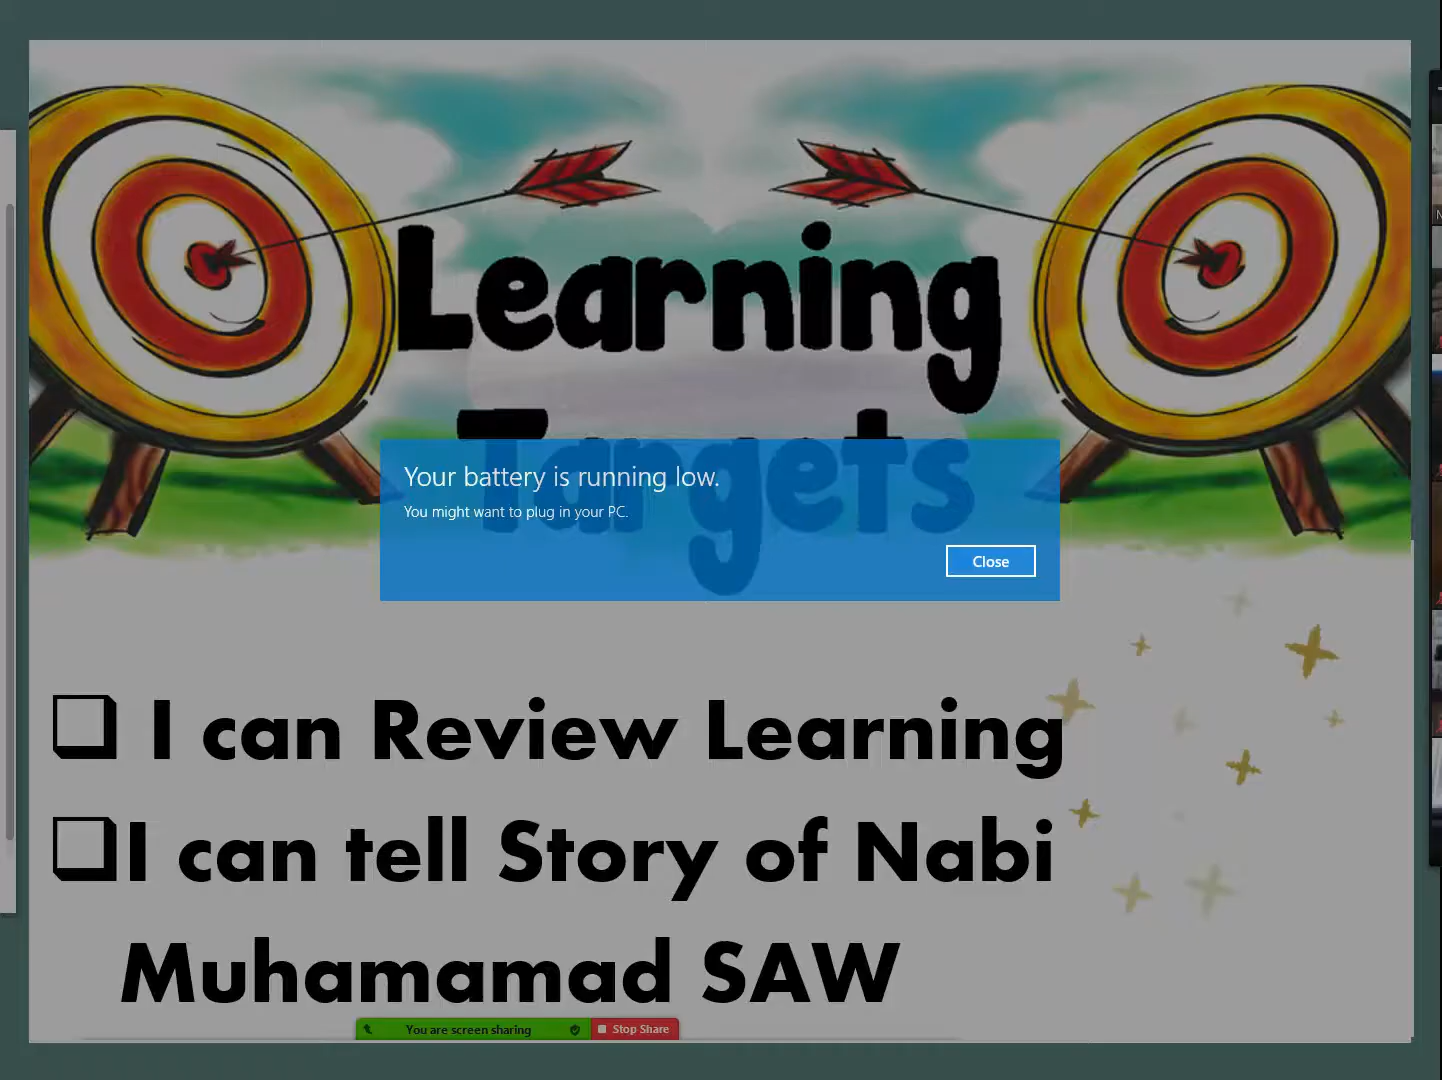 Learning
Targets
Your battery is running low.
You might want to plug in your PC.
Close
❑ I can Review Learning
❑I can tell Story of Nabi
Muhamamad SAW
You are screen sharing
Stop Share